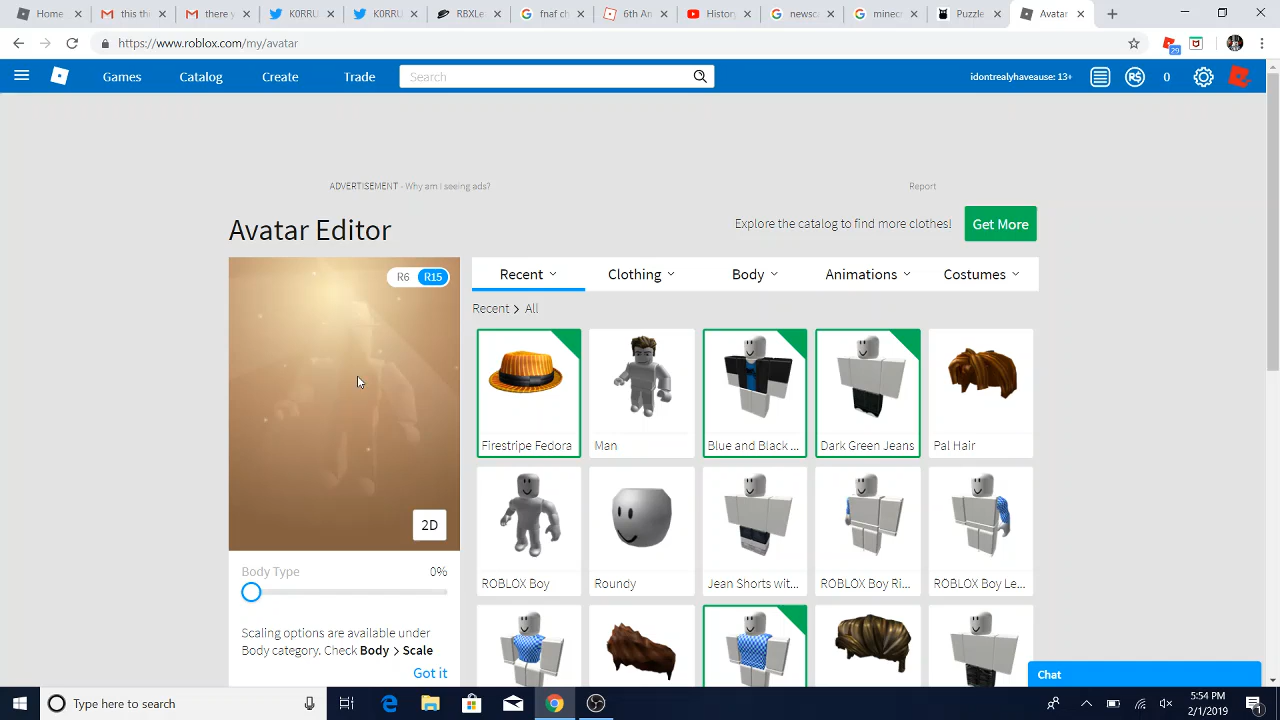 Home
this th
there y
K0RRU
K0RRU
RBXLe
fnaf ch
6th An
History
newsc
minecr
Puzzle
Avatar
https://www.roblox.com/my/avatar
29
Games
Catalog
Create
Trade
Search
idontrealyhaveause: 13+
R$
0
ADVERTISEMENT - Why am I seeing ads?
Report
Avatar Editor
Explore the catalog to find more clothes!
Get More
R6
R15
Recent
Clothing
Body
Animations
Costumes
Recent > All
Firestripe Fedora
Man
Blue and Black ...
Dark Green Jeans
Pal Hair
2D
ROBLOX Boy
Roundy
Jean Shorts wit...
ROBLOX Boy Ri...
ROBLOX Boy Le...
Body Type
0%
Scaling options are available under
Body category. Check Body > Scale
Got it
Chat
Type here to search
5:54 PM
2/1/2019
1